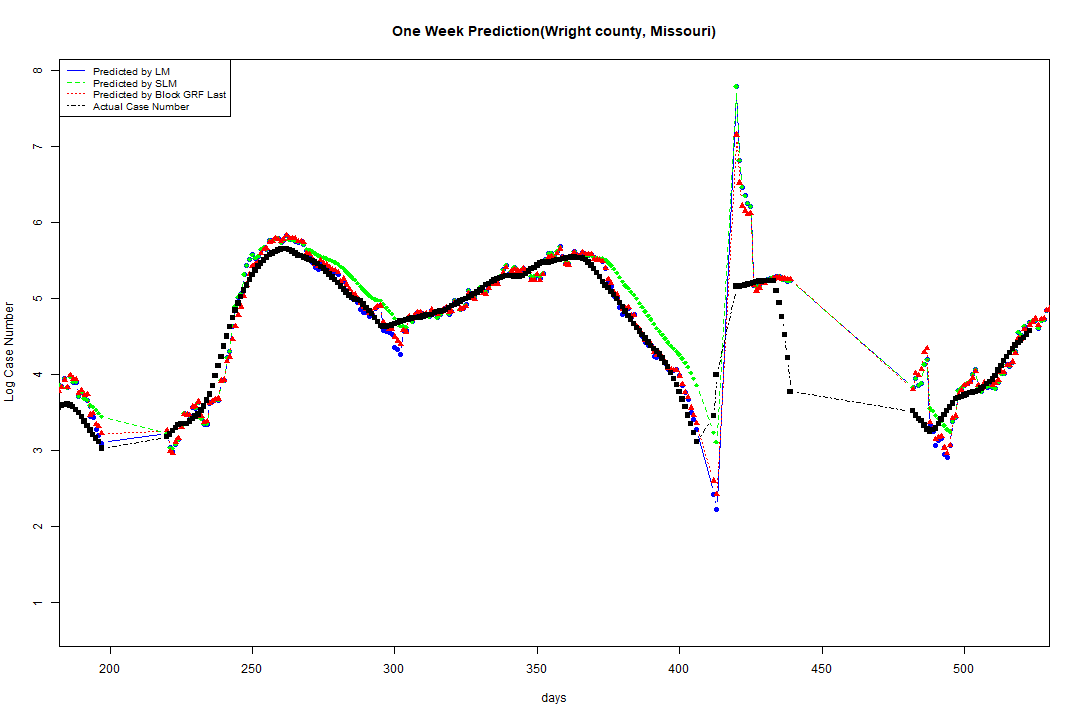 One Week Prediction(Wright county, Missouri)
Predicted by LM
Predicted by SLM
Predicted by Block GRF Last
Actual Case Number
8
7
6
5
4
3
2
1
Log Case Number
200 250 300 350 400 450 500
days